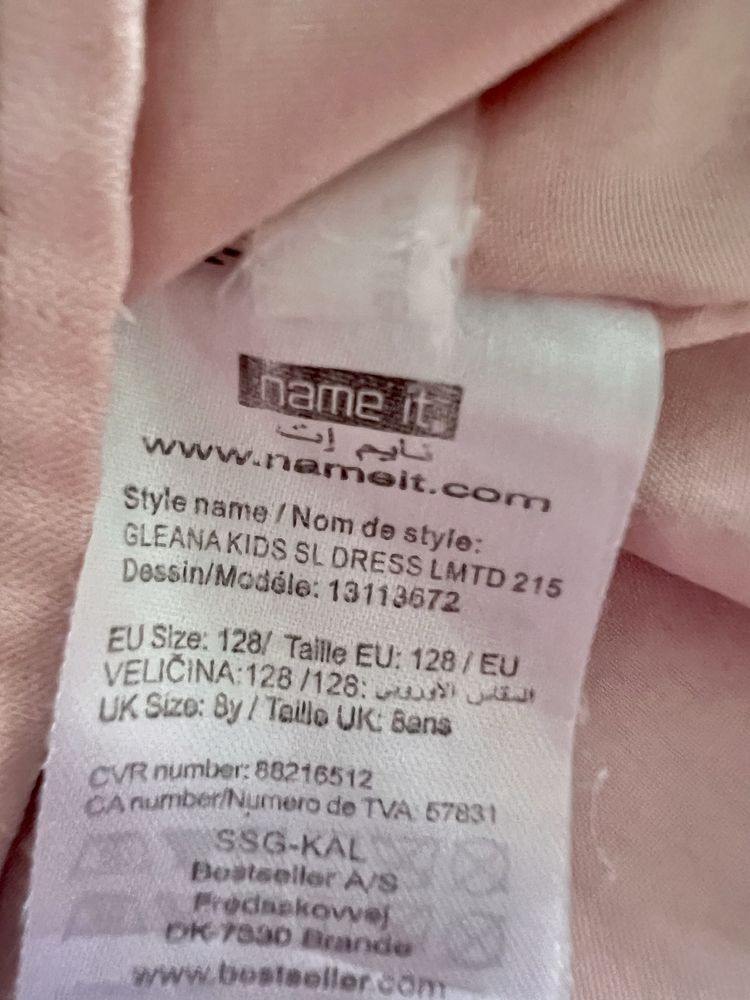 name it.
نايم إت
www.nameit.com
Style name / Nom de style:
GLEANA KIDS SL DRESS LMTD 215
Dessin/Modéle: 13113672
EU Size: 128/ Taille EU: 128 / EU
VELIČINA:128 /128: المقاس الأوروبي
UK Size: 8y / Taille UK: 8ans
CVR number: 88216512
CA number/Numero de TVA: 57831
SSG-KAL
Bestseller A/S
Fredskovvej
DK-7330 Brande
www.bestseller.com